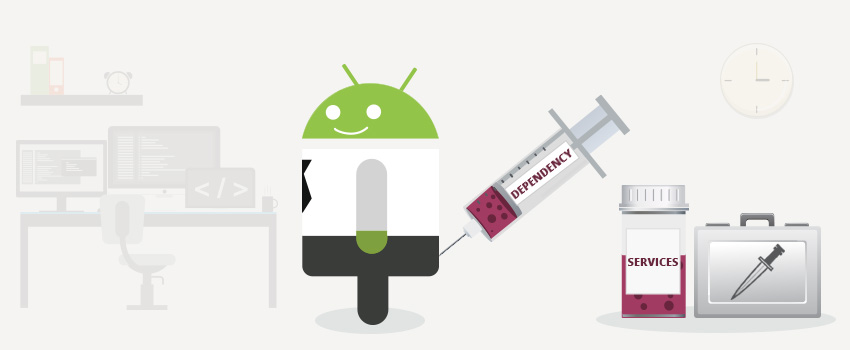 </>
DEPENDENCY
SERVICES